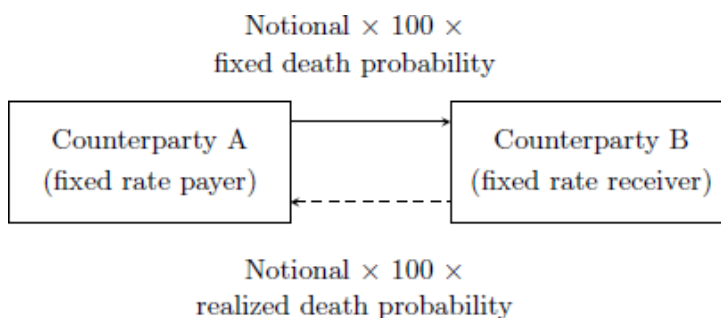 Notional × 100 ×
fixed death probability
Counterparty A
(fixed rate payer)
Counterparty B
(fixed rate receiver)
Notional × 100 ×
realized death probability